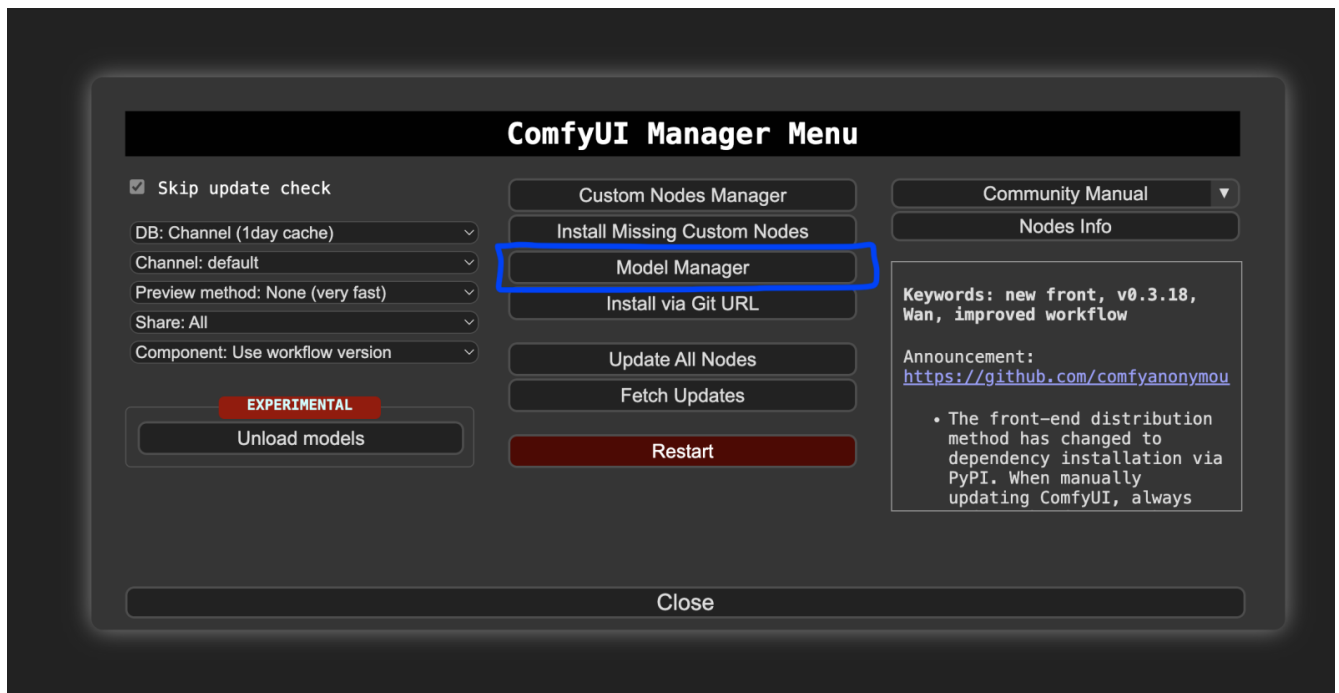 ComfyUI Manager Menu
Skip update check
DB: Channel (1day cache)
Channel: default
Preview method: None (very fast)
Share: All
Component: Use workflow version
EXPERIMENTAL
Unload models
Custom Nodes Manager
Install Missing Custom Nodes
Model Manager
Install via Git URL
Update All Nodes
Fetch Updates
Restart
Community Manual
Nodes Info
Keywords: new front, v0.3.18,
Wan, improved workflow
Announcement:
https://github.com/comfyanonymou
• The front-end distribution
method has changed to
dependency installation via
PyPI. When manually
updating ComfyUI, always
Close